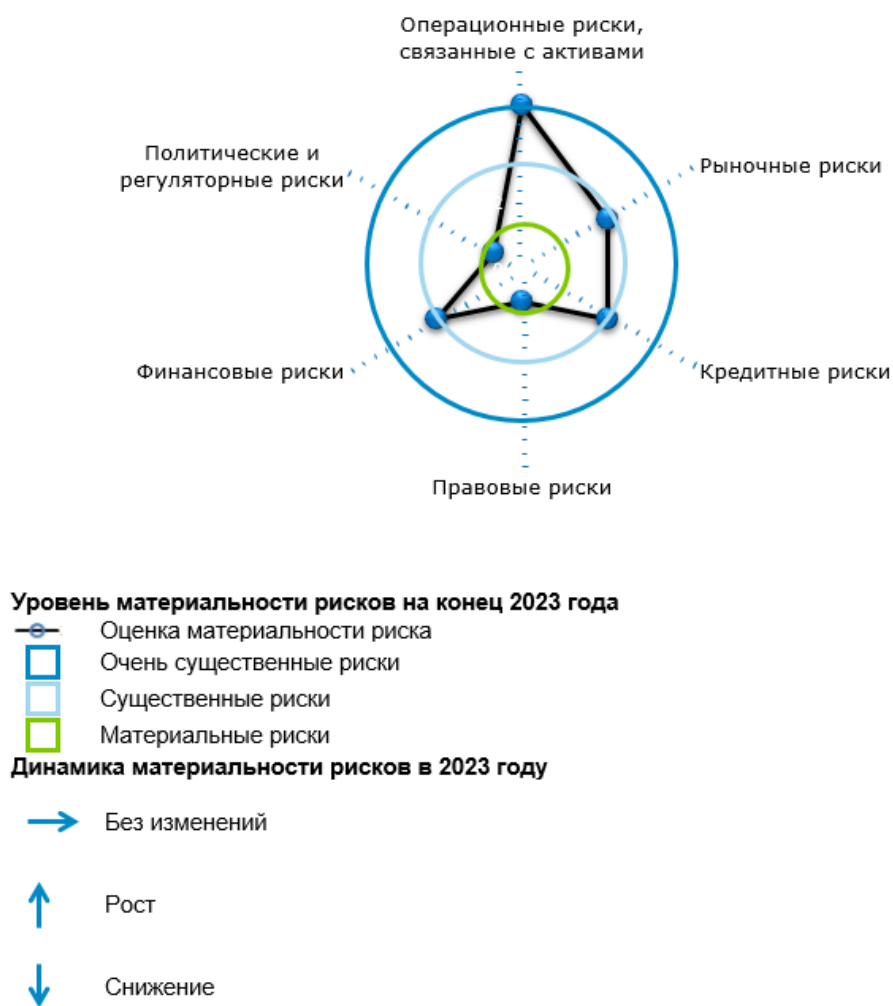 Операционные риски,
связанные с активами
Политические и
регуляторные риски
Рыночные риски
Финансовые риски
Кредитные риски
Правовые риски
Уровень материальности рисков на конец 2023 года
Оценка материальности риска
Очень существенные риски
Существенные риски
Материальные риски
Динамика материальности рисков в 2023 году
Без изменений
Рост
Снижение